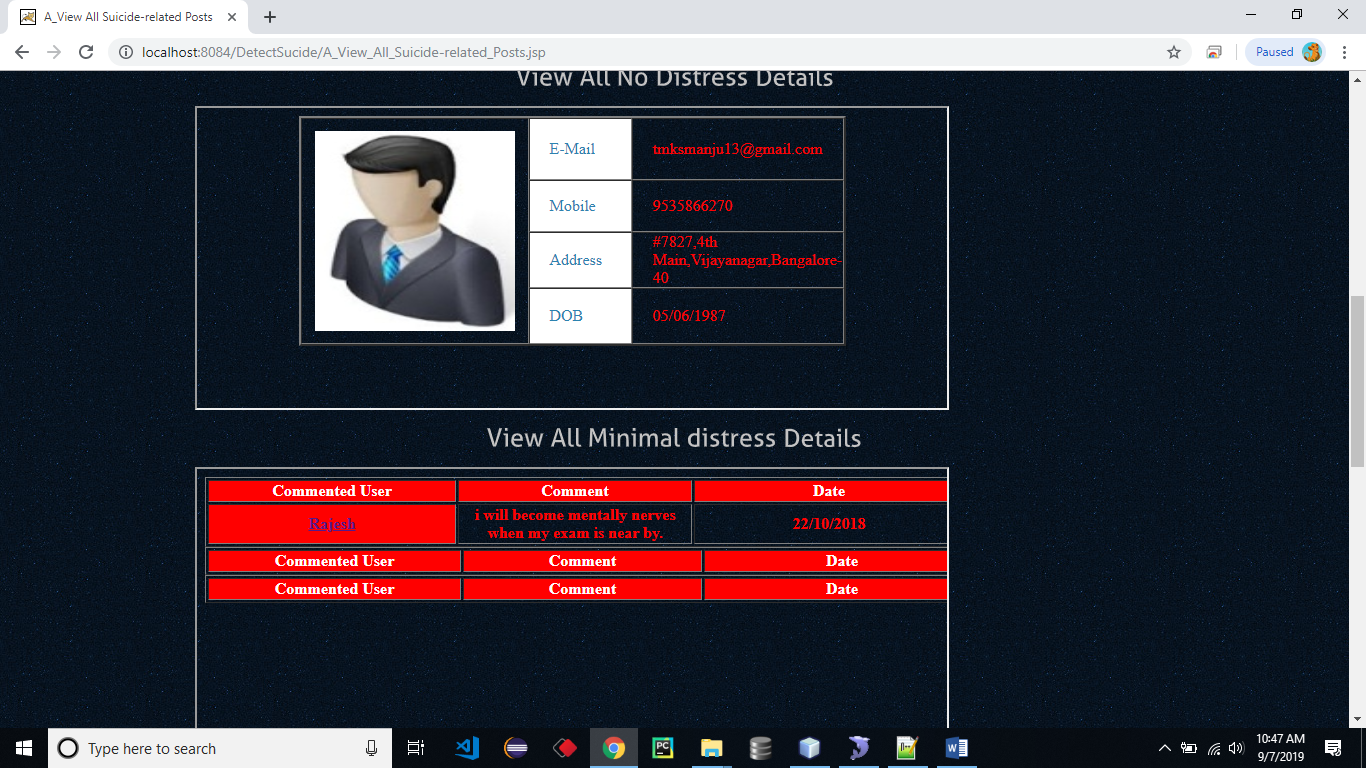 A_View All Suicide-related Posts
localhost:8084/DetectSucide/A_View_All_Suicide-related_Posts.jsp
Paused
View All No Distress Details
E-Mail
tmksmanju13@gmail.com
Mobile
9535866270
Address
#7827,4th
Main,Vijayanagar,Bangalore-
40
DOB
05/06/1987
View All Minimal distress Details
Commented User Comment Date
Rajesh
i will become mentally nerves
when my exam is near by.
22/10/2018
Commented User Comment Date
Commented User Comment Date
Type here to search
PC
10:47 AM
9/7/2019